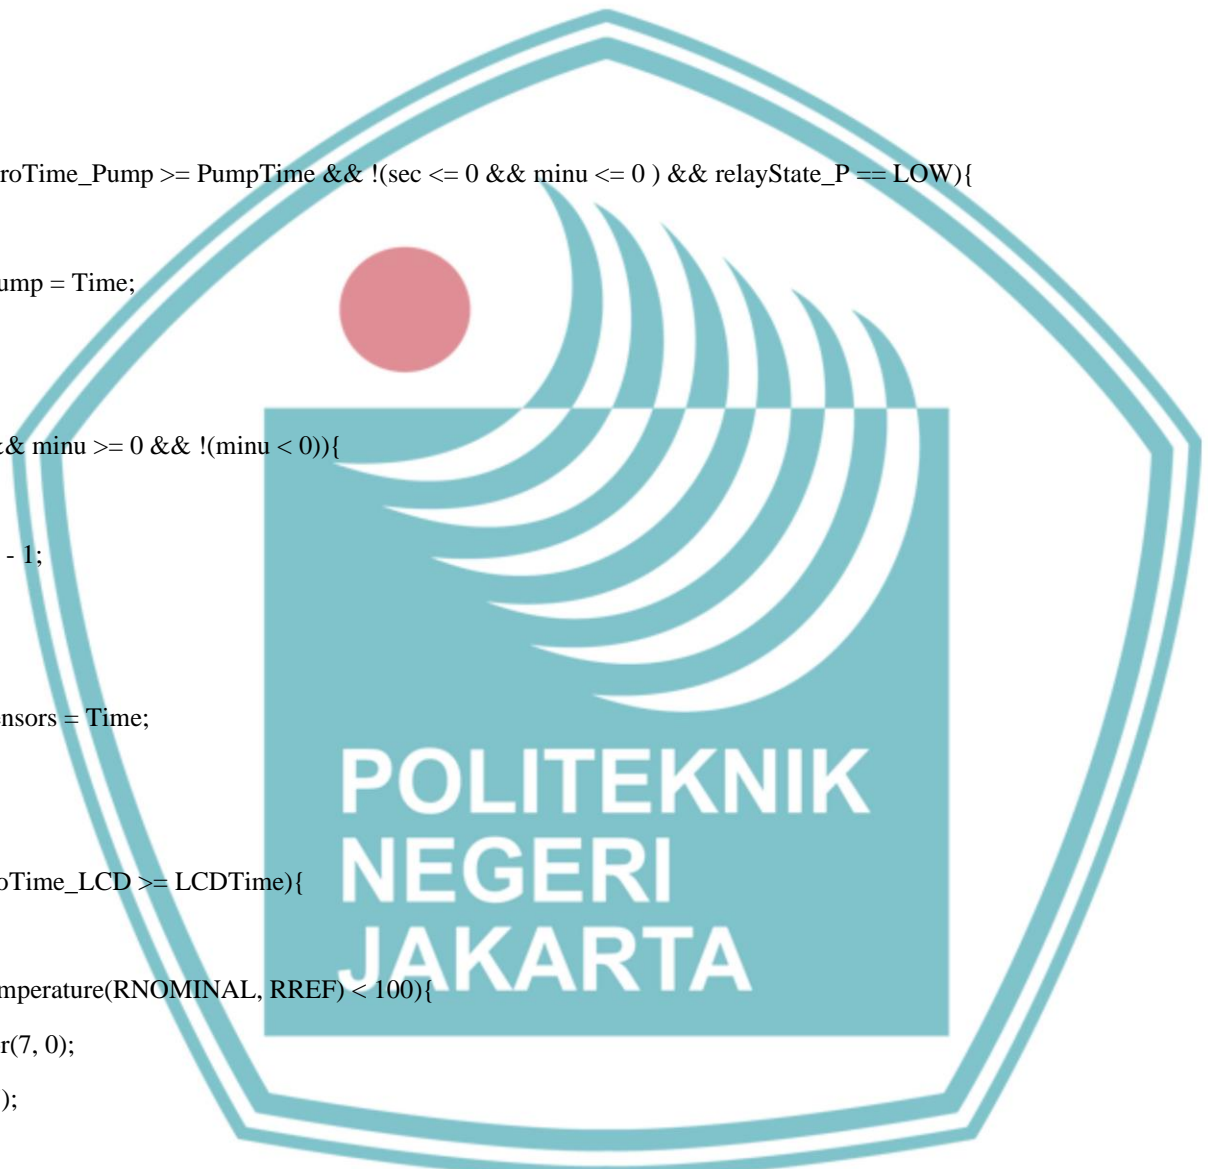 roTime_Pump >= PumpTime && !(sec <= 0 && minu <= 0 ) && relayState_P == LOW){
ump = Time;
&& minu >= 0 && !(minu < 0)){
- 1;
ensors = Time;
oTime_LCD >= LCDTime){
mperature(RNOMINAL, RREF) < 100){
r(7, 0);
);
POLITEKNIK
NEGERI
JAKARTA